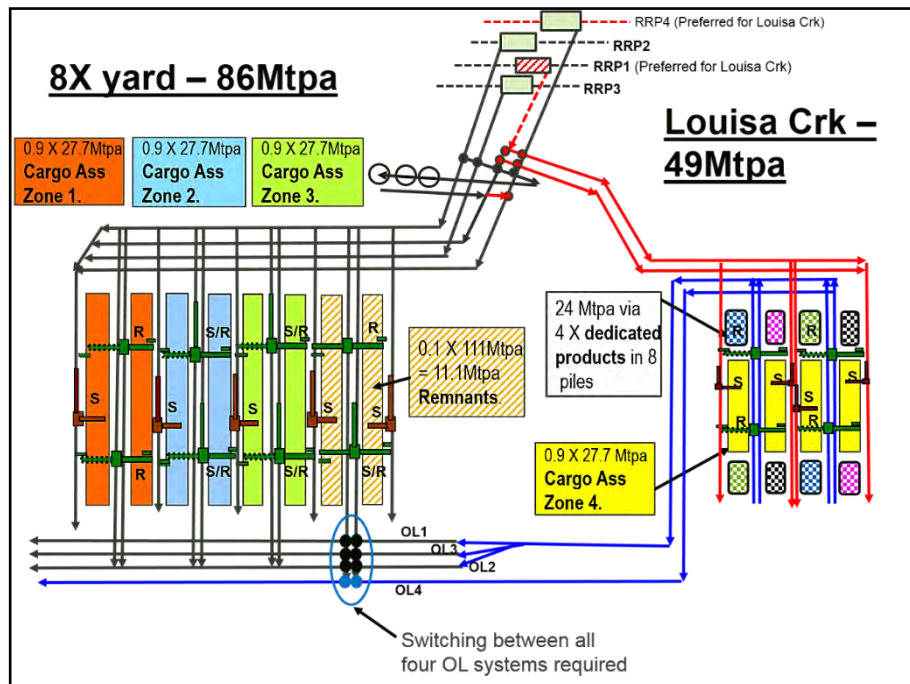 RRP4 (Preferred for Louisa Crk)
RRP2
RRP1 (Preferred for Louisa Crk)
RRP3
8X yard – 86Mtpa
Louisa Crk –
49Mtpa
0.9 X 27.7Mtpa
Cargo Ass
Zone 1.
0.9 X 27.7Mtpa
Cargo Ass
Zone 2.
0.9 X 27.7Mtpa
Cargo Ass
Zone 3.
R
S/R
S/R
R
S
S
S
S
R
S/R
S/R
S/R
0.1 X 111Mtpa
= 11.1Mtpa
Remnants.
24 Mtpa via
4 X dedicated
products in 8
piles
0.9 X 27.7 Mtpa
Cargo Ass
Zone 4.
R
R
S
S
S
R
R
OL1
OL3
OL2
OL4
Switching between all
four OL systems required